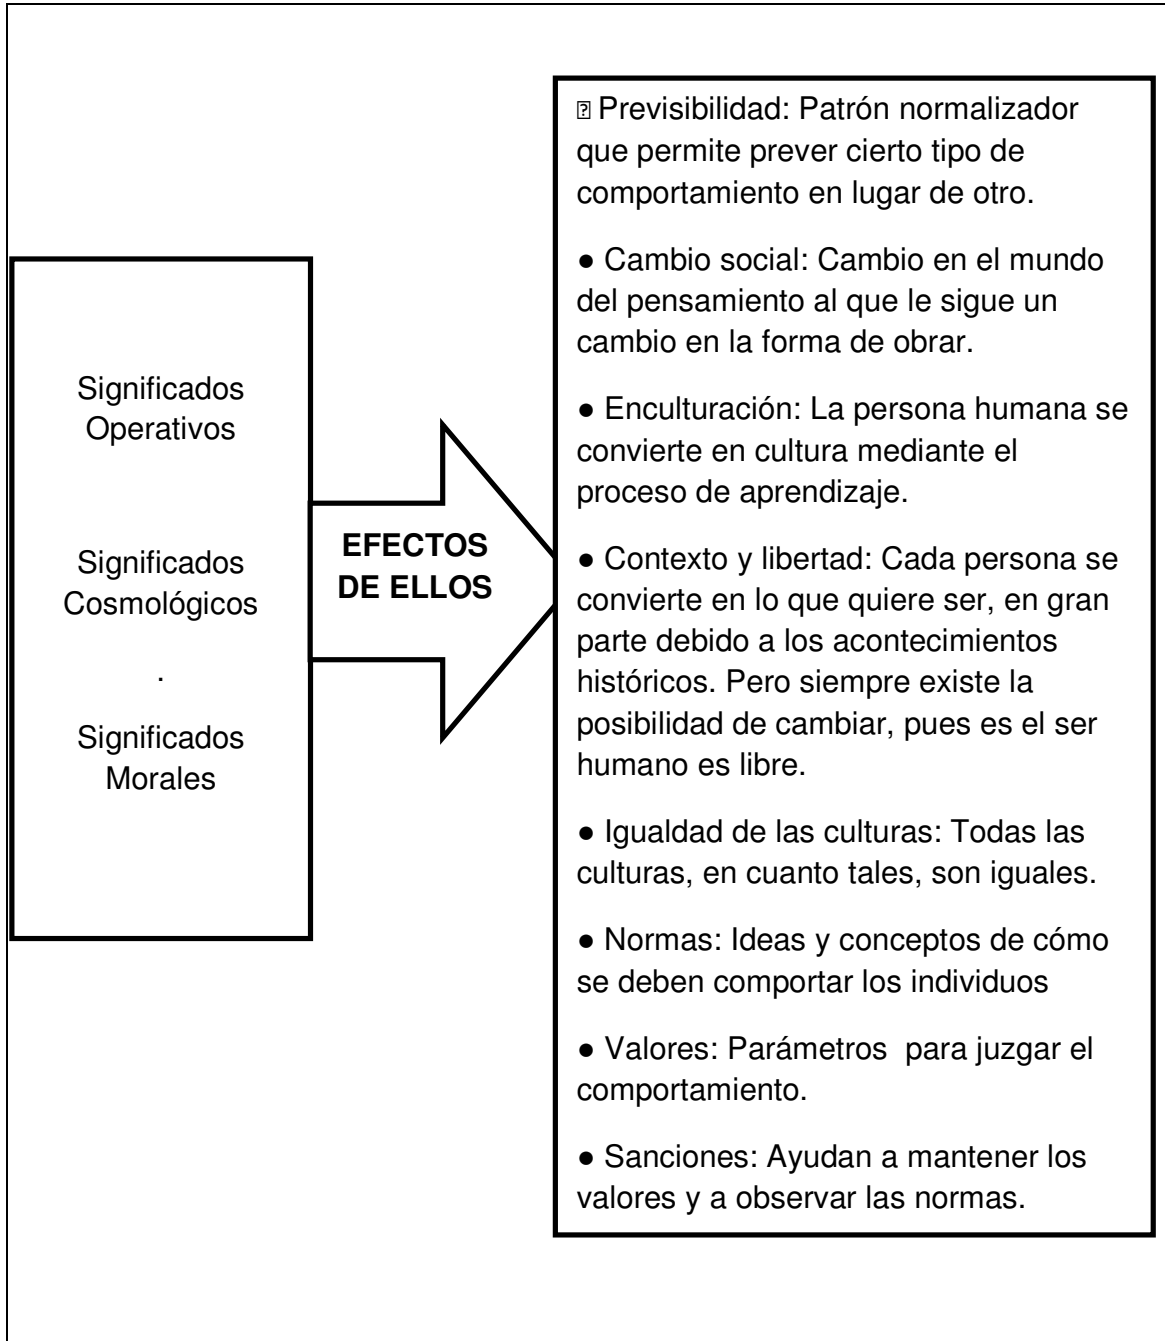 Significados
Operativos
Significados
Cosmológicos
.
Significados
Morales
EFECTOS
DE ELLOS
Previsibilidad: Patrón normalizador
que permite prever cierto tipo de
comportamiento en lugar de otro.
● Cambio social: Cambio en el mundo
del pensamiento al que le sigue un
cambio en la forma de obrar.
● Enculturación: La persona humana se
convierte en cultura mediante el
proceso de aprendizaje.
● Contexto y libertad: Cada persona se
convierte en lo que quiere ser, en gran
parte debido a los acontecimientos
históricos. Pero siempre existe la
posibilidad de cambiar, pues es el ser
humano es libre.
● Igualdad de las culturas: Todas las
culturas, en cuanto tales, son iguales.
● Normas: Ideas y conceptos de cómo
se deben comportar los individuos
● Valores: Parámetros  para juzgar el
comportamiento.
● Sanciones: Ayudan a mantener los
valores y a observar las normas.